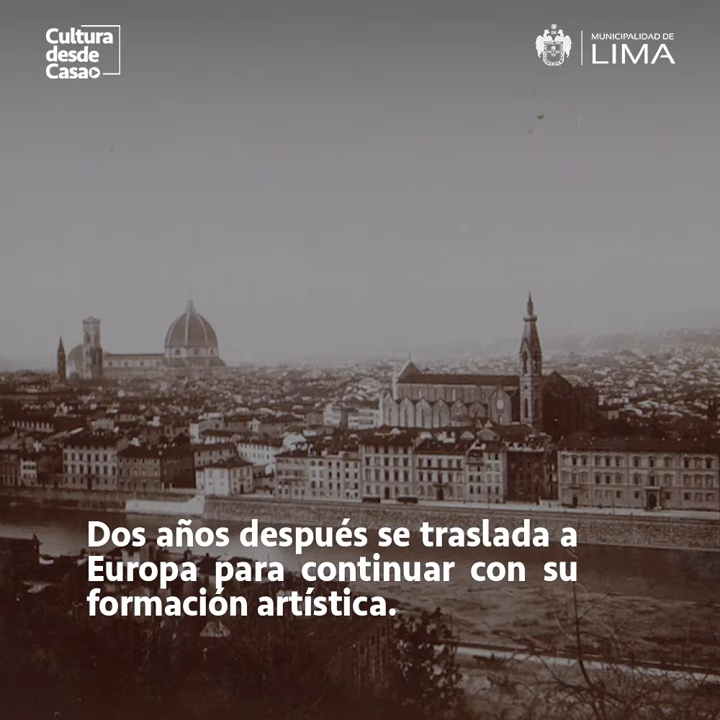 Cultura
desde
Casa
MUNICIPALIDAD DE
LIMA
Dos años después se traslada a
Europa para continuar con su
formación artística.